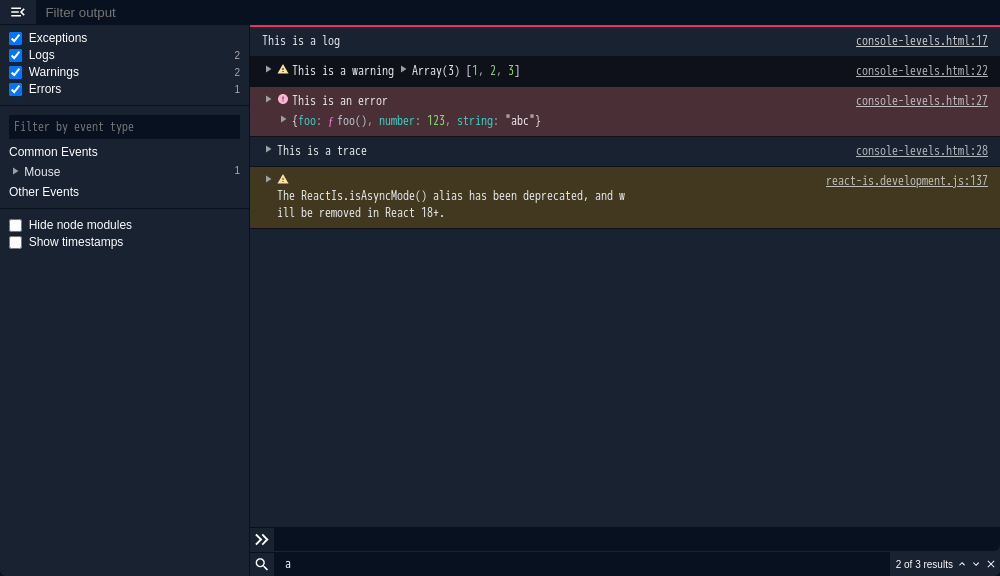 Filter output
Exceptions
Logs 2
Warnings 2
Errors 1
Filter by event type
Common Events
Mouse 1
Other Events
Hide node modules
Show timestamps
This is a log console-levels.html:17
This is a warning Array(3) [1, 2, 3] console-levels.html:22
This is an error console-levels.html:27
{foo: ƒ foo(), number: 123, string: "abc"}
This is a trace console-levels.html:28
react-is.development.js:137
The ReactIs.isAsyncMode() alias has been deprecated, and w
ill be removed in React 18+.
a 2 of 3 results